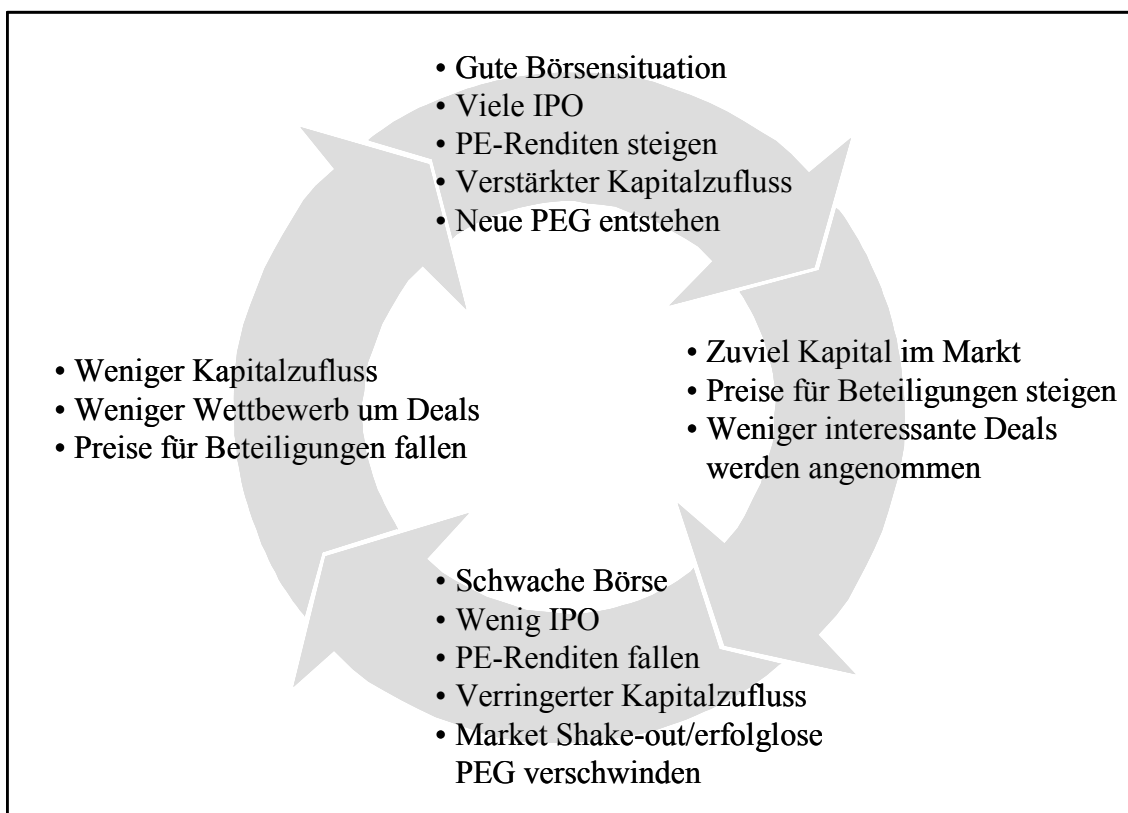 • Gute Börsensituation
• Viele IPO
• PE-Renditen steigen
• Verstärkter Kapitalzufluss
• Neue PEG entstehen
• Zuviel Kapital im Markt
• Preise für Beteiligungen steigen
• Weniger interessante Deals
werden angenommen
• Schwache Börse
• Wenig IPO
• PE-Renditen fallen
• Verringerter Kapitalzufluss
• Market Shake-out/erfolglose
PEG verschwinden
• Weniger Kapitalzufluss
• Weniger Wettbewerb um Deals
• Preise für Beteiligungen fallen